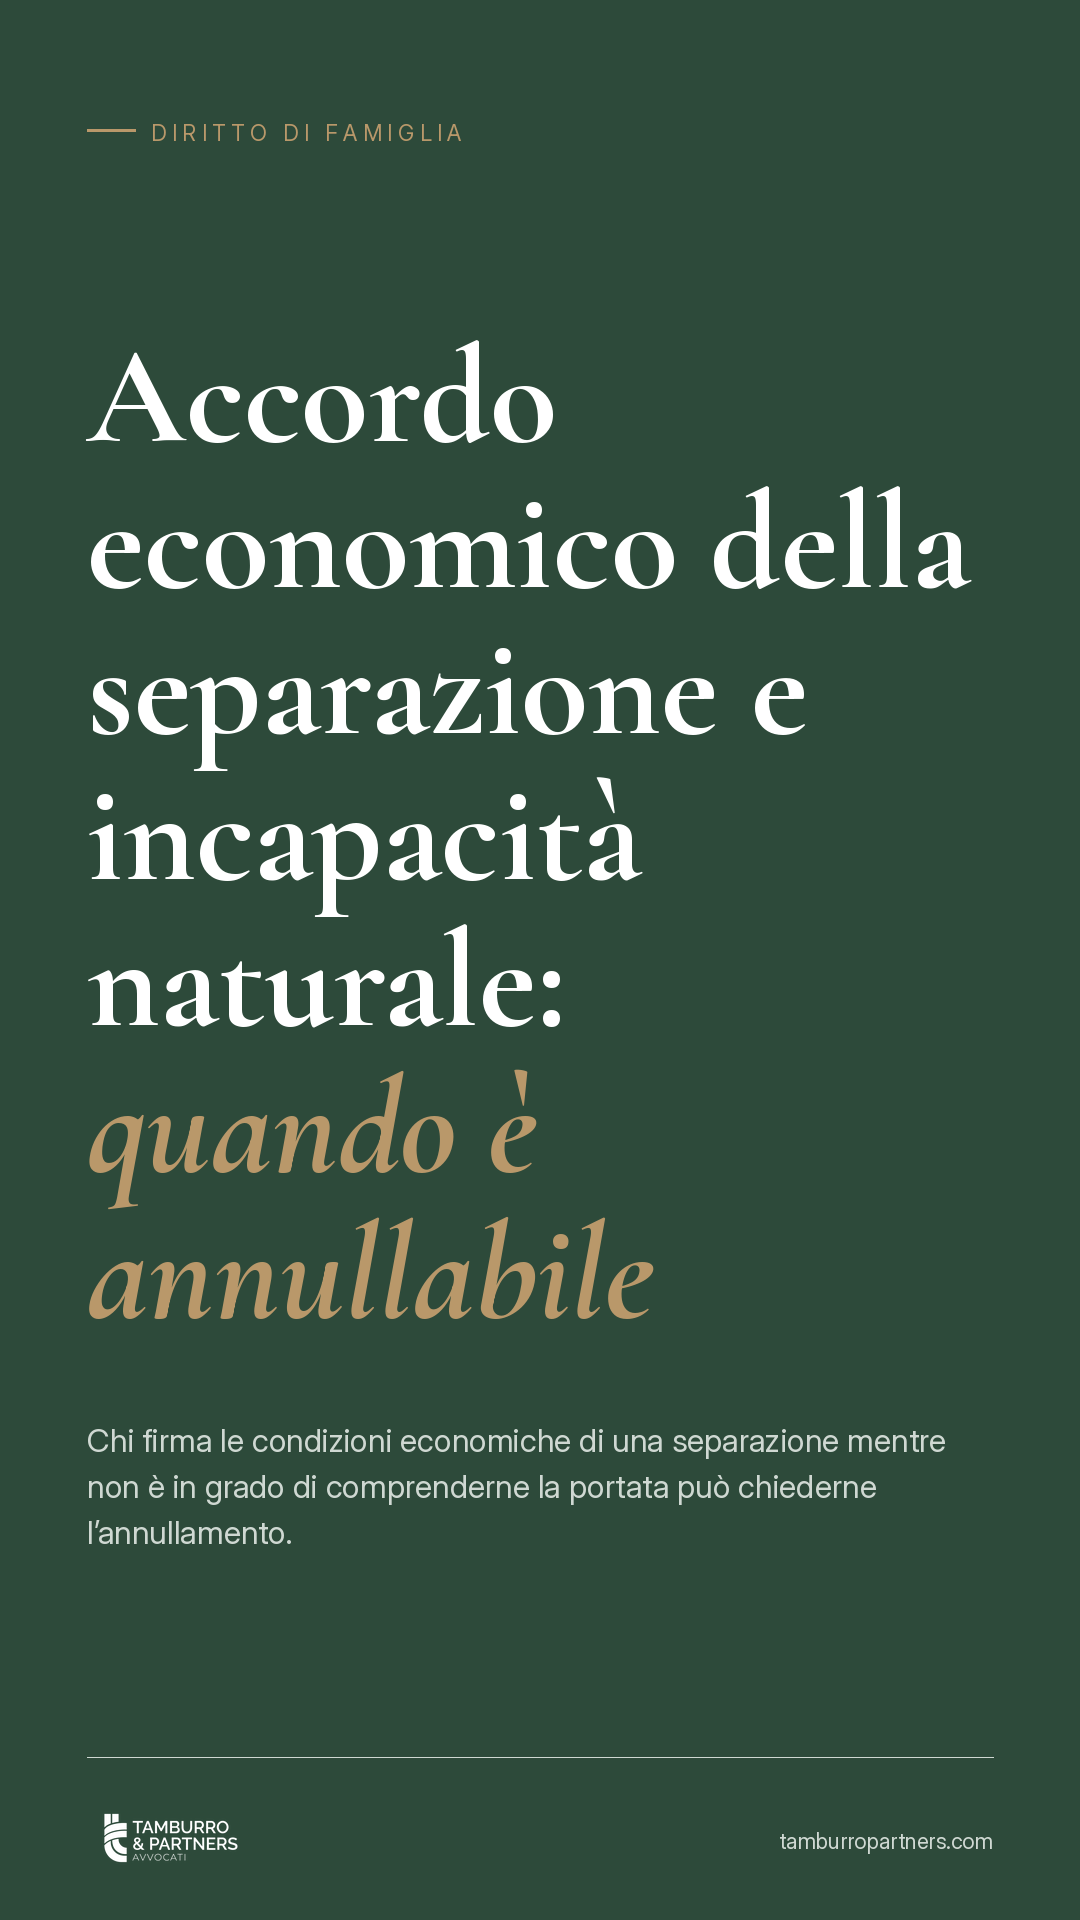 DIRITTO DI FAMIGLIA
Accordo
economico della
separazione e
incapacità
naturale:
quando è
annullabile
Chi firma le condizioni economiche di una separazione mentre
non è in grado di comprenderne la portata può chiederne
l’annullamento.
TAMBURRO
& PARTNERS
AVVOCATI
tamburropartners.com